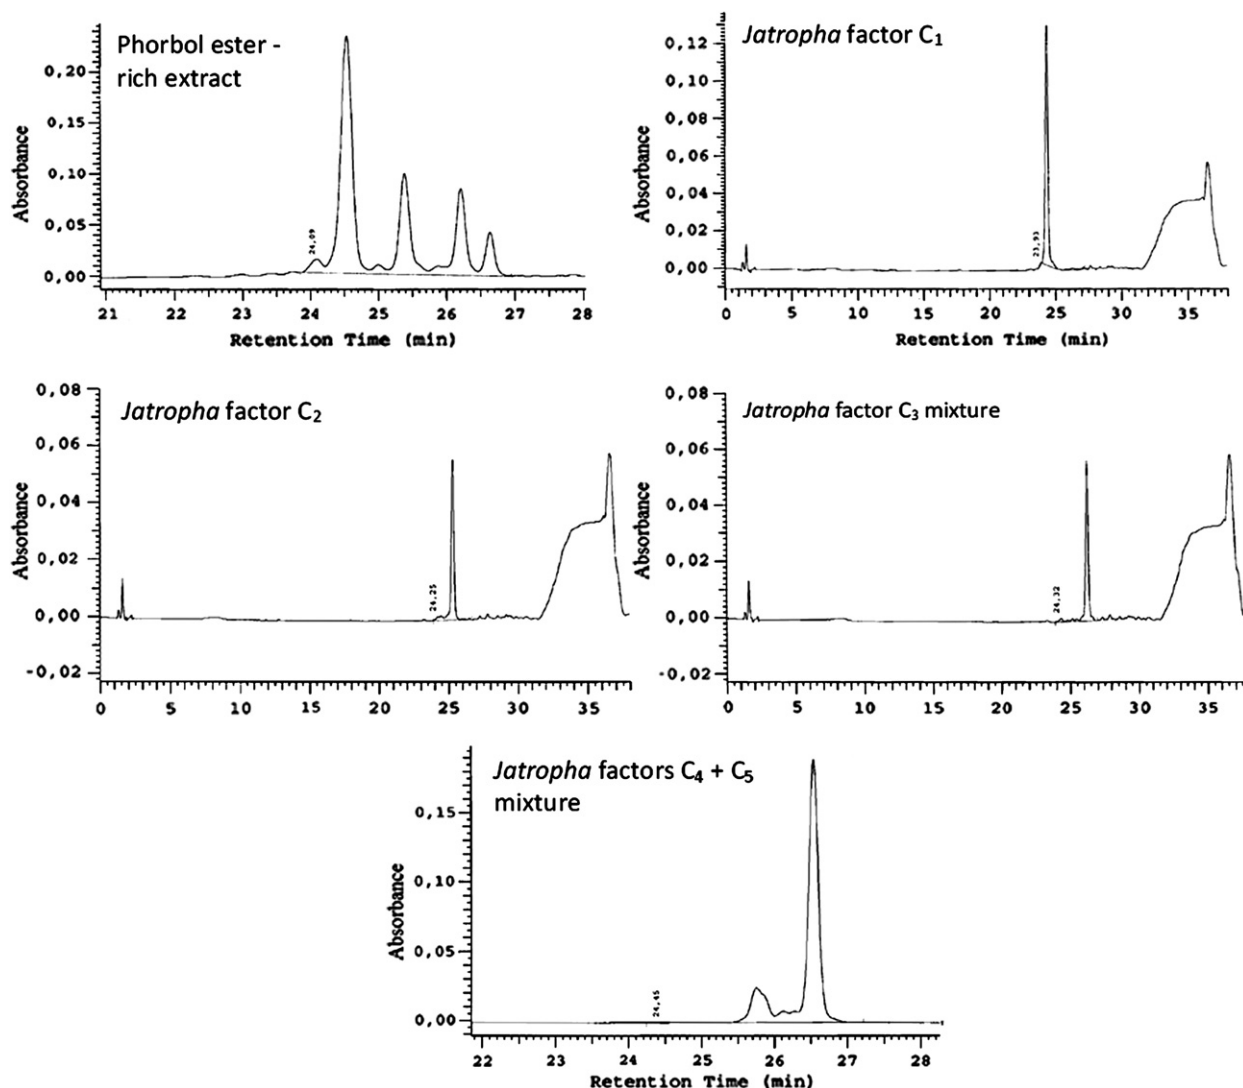 Phorbol ester -
rich extract
Absorbance
0,20
0,15
0,10
0,05
0,00
24.09
21 22 23 24 25 26 27 28
Retention Time (min)
Jatropha factor C₁
Absorbance
0,12
0,10
0,08
0,06
0,04
0,02
0,00
23.93
0 5 10 15 20 25 30 35
Retention Time (min)
Jatropha factor C₂
Absorbance
0,08
0,06
0,04
0,02
0,00
-0,02
24.25
0 5 10 15 20 25 30 35
Jatropha factor C₃ mixture
Absorbance
0,08
0,06
0,04
0,02
0,00
-0,02
24.32
0 5 10 15 20 25 30 35
Jatropha factors C₄ + C₅
mixture
Absorbance
0,15
0,10
0,05
0,00
24.45
22 23 24 25 26 27 28
Retention Time (min)